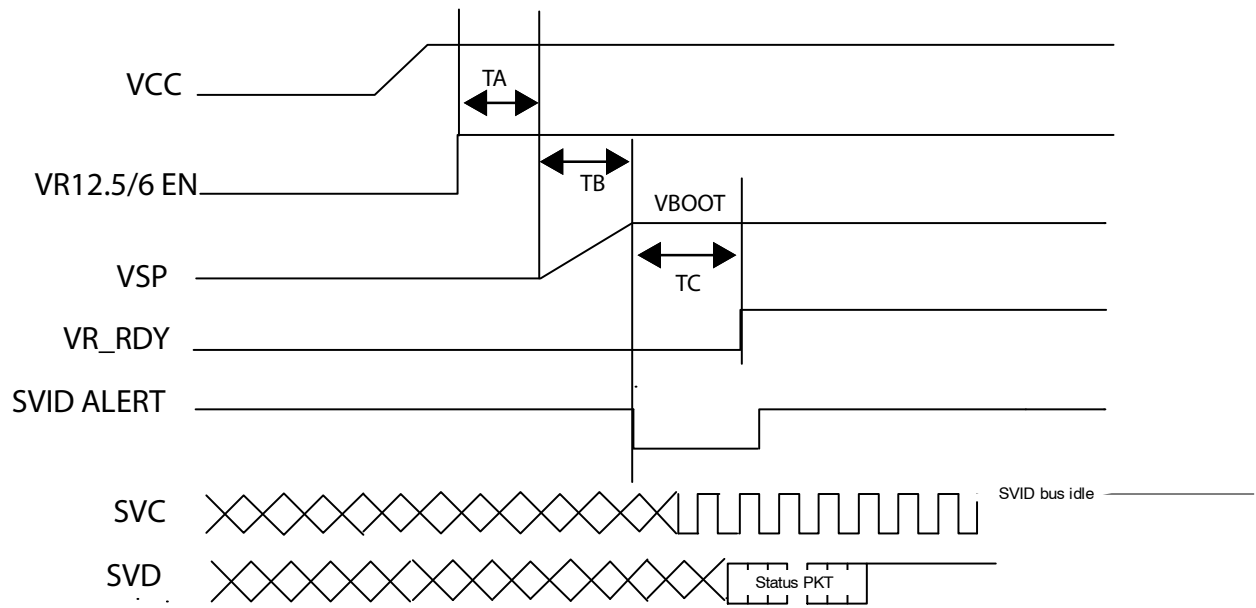 VCC
TA
VR12.5/6 EN
TB
VBOOT
VSP
TC
VR_RDY
SVID ALERT
SVC
SVID bus idle
SVD
Status PKT